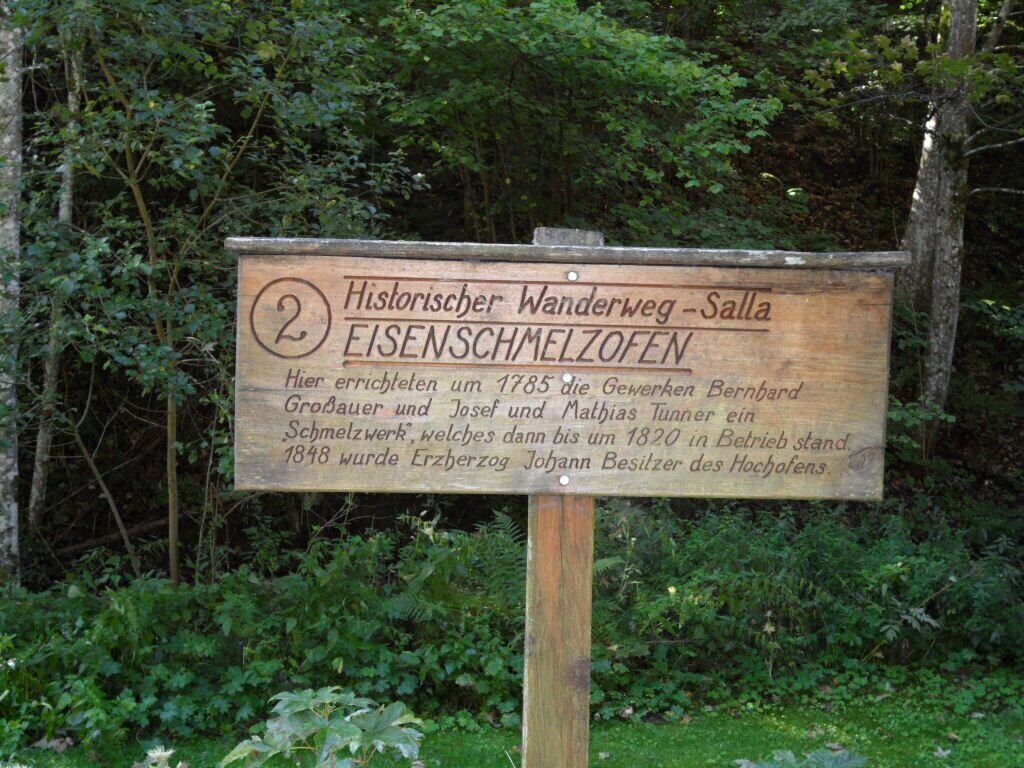 2
Historischer Wanderweg - Salla
EISENSCHMELZOFEN
Hier errichteten um 1785 die Gewerken Bernhard
Großauer und Josef und Mathias Tunner ein
„Schmelzwerk", welches dann bis um 1820 in Betrieb stand.
1848 wurde Erzherzog Johann Besitzer des Hochofens.